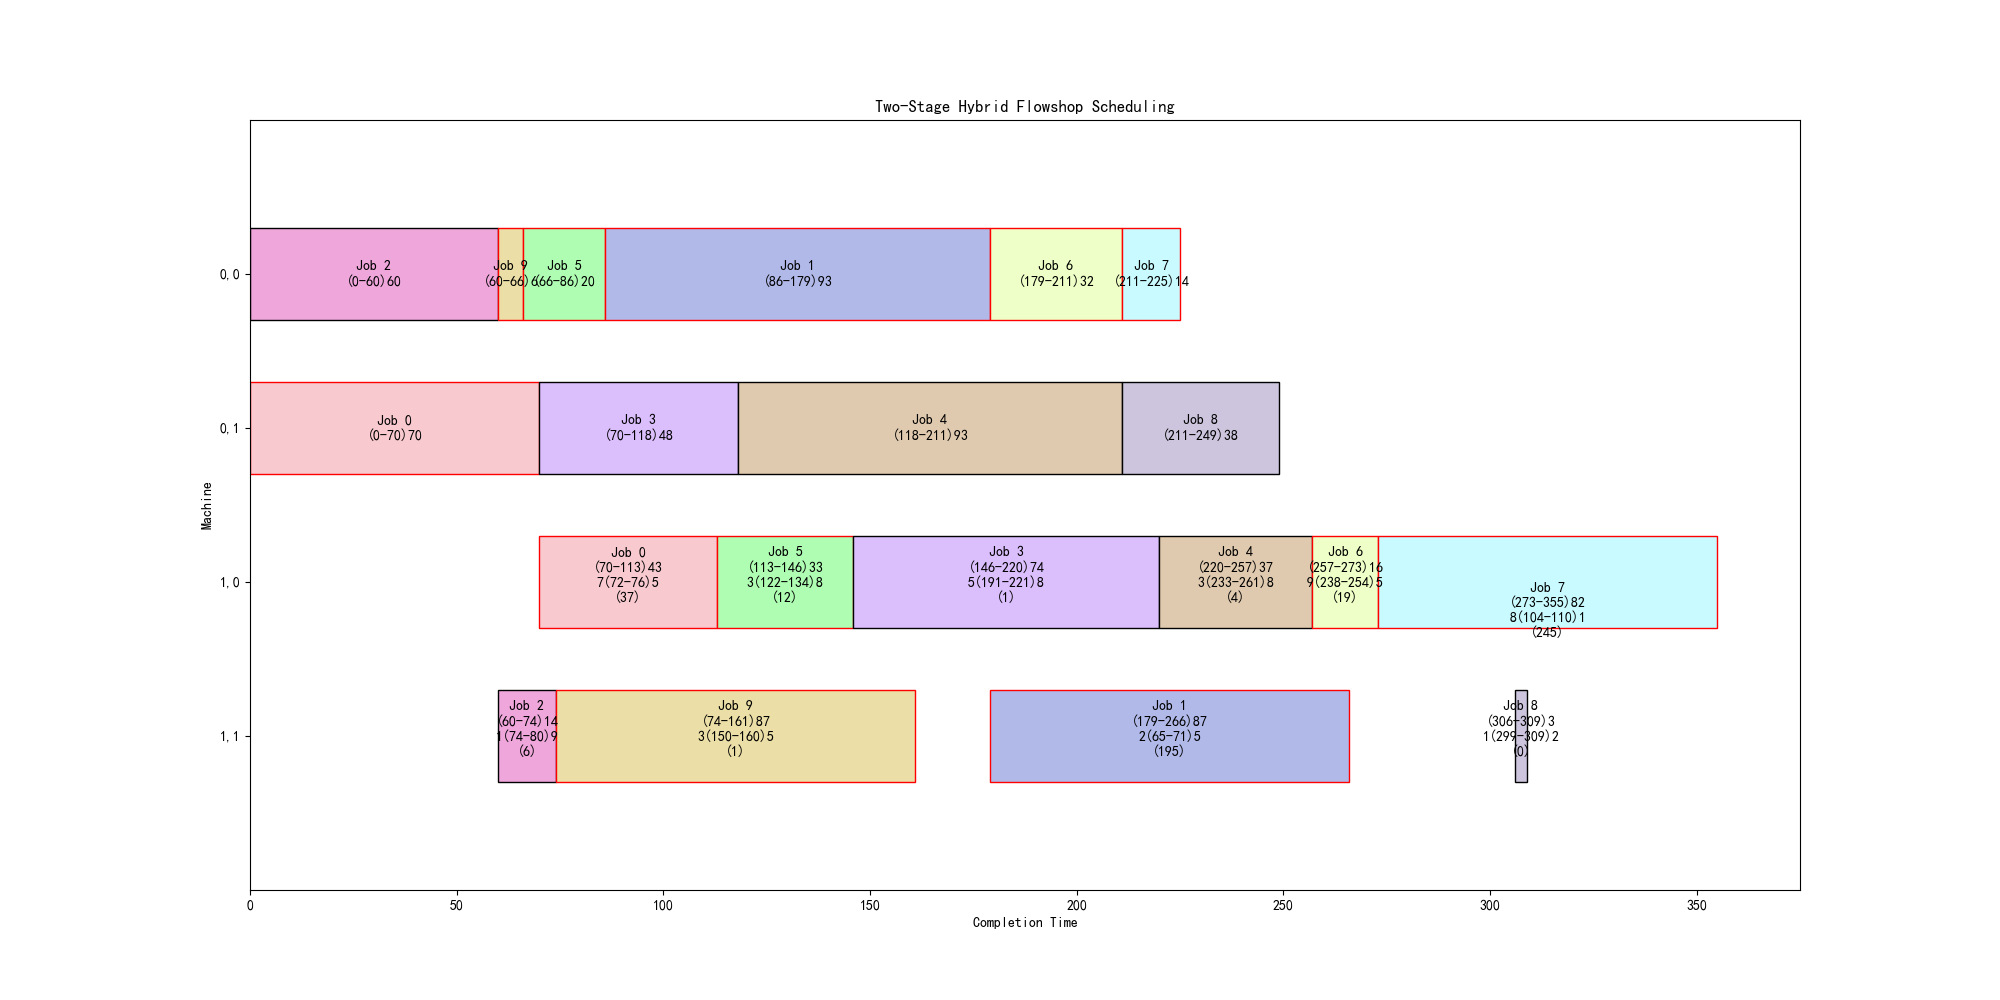 Two-Stage Hybrid Flowshop Scheduling
0,0
Job 2
(0-60)60
Job 9
(60-66)6
Job 5
(66-86)20
Job 1
(86-179)93
Job 6
(179-211)32
Job 7
(211-225)14
0,1
Job 0
(0-70)70
Job 3
(70-118)48
Job 4
(118-211)93
Job 8
(211-249)38
Machine
1,0
Job 0
(70-113)43
7(72-76)5
(37)
Job 5
(113-146)33
3(122-134)8
(12)
Job 3
(146-220)74
5(191-221)8
(1)
Job 4
(220-257)37
3(233-261)8
(4)
Job 6
(257-273)16
9(238-254)5
(19)
Job 7
(273-355)82
8(104-110)1
(245)
1,1
Job 2
(60-74)14
1(74-80)9
(6)
Job 9
(74-161)87
3(150-160)5
(1)
Job 1
(179-266)87
2(65-71)5
(195)
Job 8
(306-309)3
1(299-309)2
(0)
0
50
100
150
200
250
300
350
Completion Time